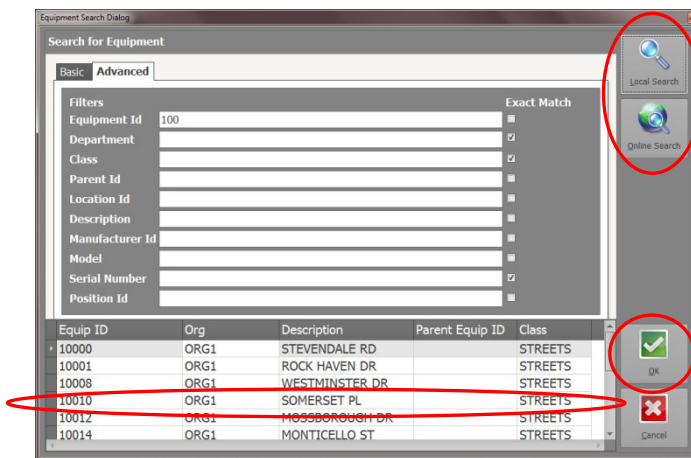 Equipment Search Dialog
Search for Equipment
Basic Advanced
Filters Exact Match
Equipment Id 100
Department
Class
Parent Id
Location Id
Description
Manufacturer Id
Model
Serial Number
Position Id
Local Search
Online Search
Equip ID Org Description Parent Equip ID Class
10000 ORG1 STEVENDALE RD STREETS
10001 ROCK HAVEN DR ORG1 STREETS
10008 ORG1 WESTMINSTER DR STREETS
10010 ORG1 SOMERSET PL STREETS
10012 ORG1 MOSSBOROUGH DR STREETS
10014 ORG1 MONTICELLO ST STREETS
OK
Cancel